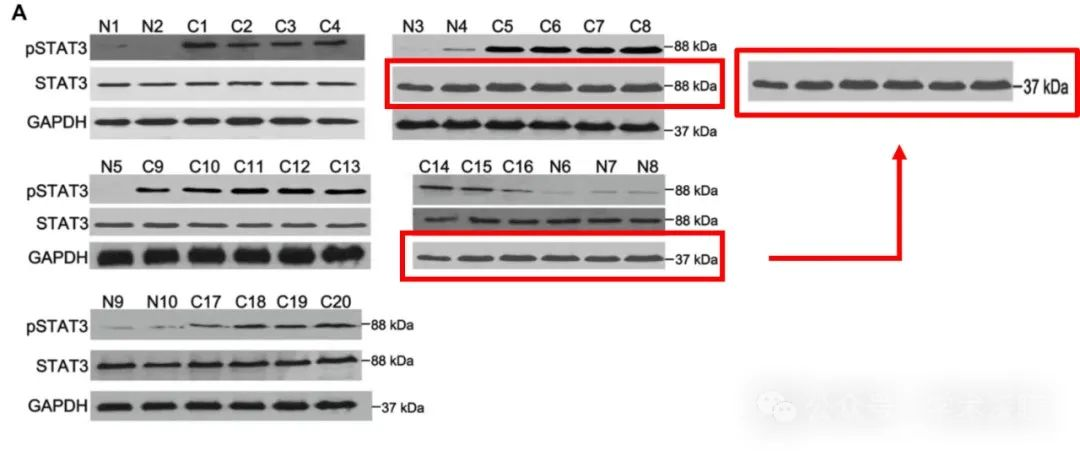 A
N1 N2 C1 C2 C3 C4
pSTAT3
STAT3
GAPDH
N3 N4 C5 C6 C7 C8
88 kDa
88 kDa
37 kDa
37 kDa
N5 C9 C10 C11 C12 C13
pSTAT3
STAT3
GAPDH
C14 C15 C16 N6 N7 N8
88 kDa
88 kDa
37 kDa
N9 N10 C17 C18 C19 C20
pSTAT3
88 kDa
STAT3
88 kDa
GAPDH
37 kDa
公众号